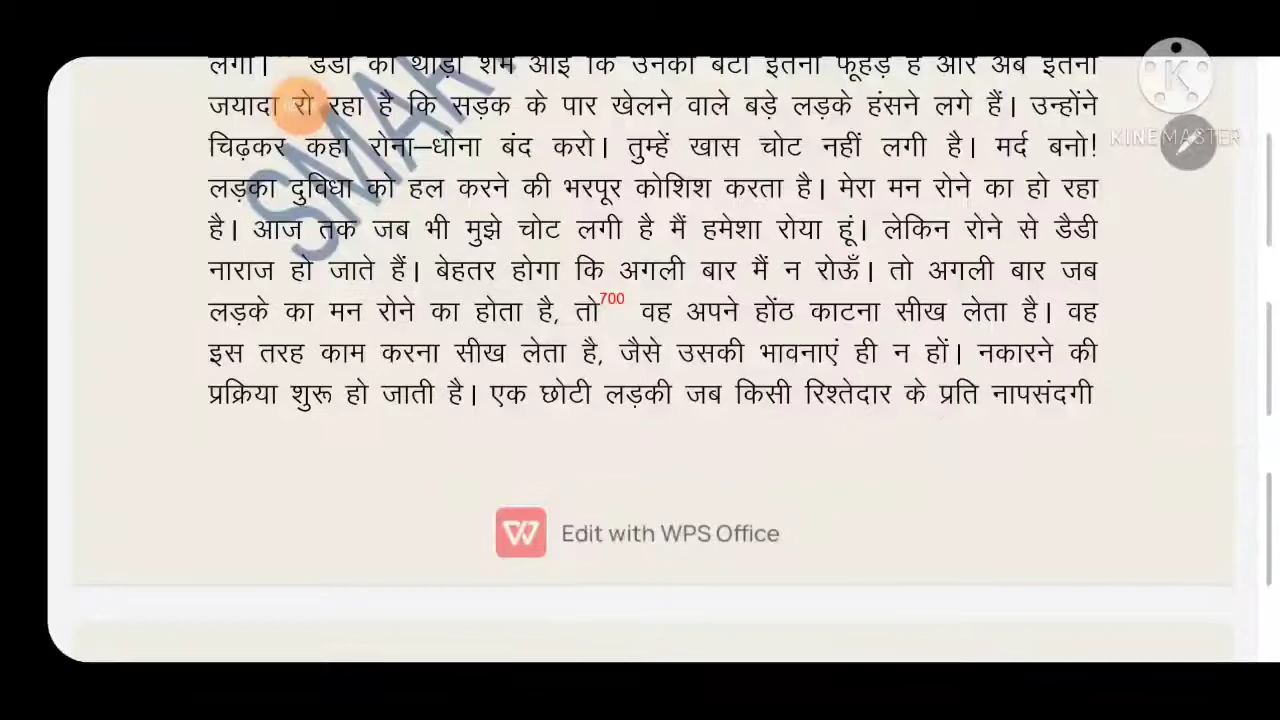 लगी। डैडी को थोड़ी शर्म आई कि उनका बेटा इतना फूहड़ है और अब इतना
जयादा रो रहा है कि सड़क के पार खेलने वाले बड़े लड़के हंसने लगे हैं। उन्होंने
चिढ़कर कहा रोना–धोना बंद करो। तुम्हें खास चोट नहीं लगी है। मर्द बनो!
लड़का दुविधा को हल करने की भरपूर कोशिश करता है। मेरा मन रोने का हो रहा
है। आज तक जब भी मुझे चोट लगी है मैं हमेशा रोया हूं। लेकिन रोने से डैडी
नाराज हो जाते हैं। बेहतर होगा कि अगली बार मैं न रोऊँ। तो अगली बार जब
लड़के का मन रोने का होता है, तो700 वह अपने होंठ काटना सीख लेता है। वह
इस तरह काम करना सीख लेता है, जैसे उसकी भावनाएं ही न हों। नकारने की
प्रक्रिया शुरू हो जाती है। एक छोटी लड़की जब किसी रिश्तेदार के प्रति नापसंदगी
Edit with WPS Office
KINEMASTER